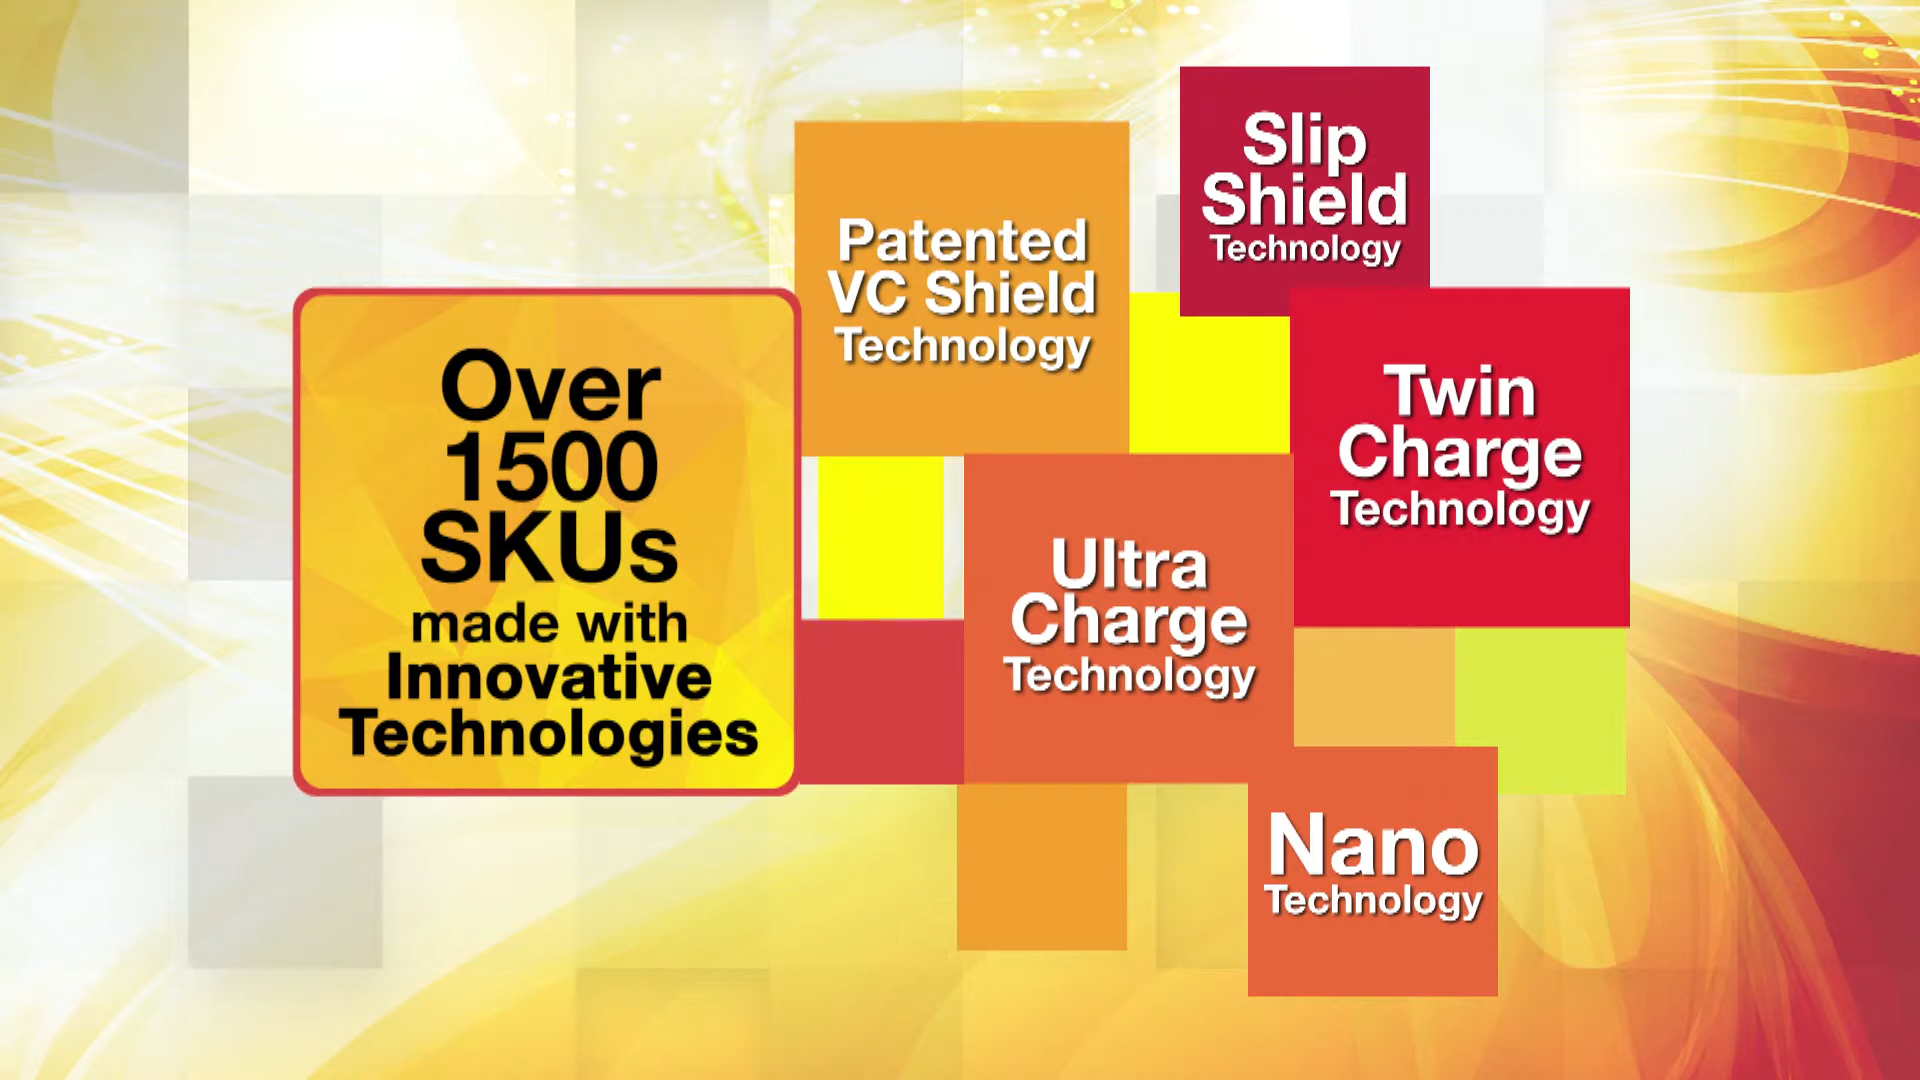 Over
1500
SKUs
made with
Innovative
Technologies
Patented
VC Shield
Technology
Slip
Shield
Technology
Twin
Charge
Technology
Ultra
Charge
Technology
Nano
Technology